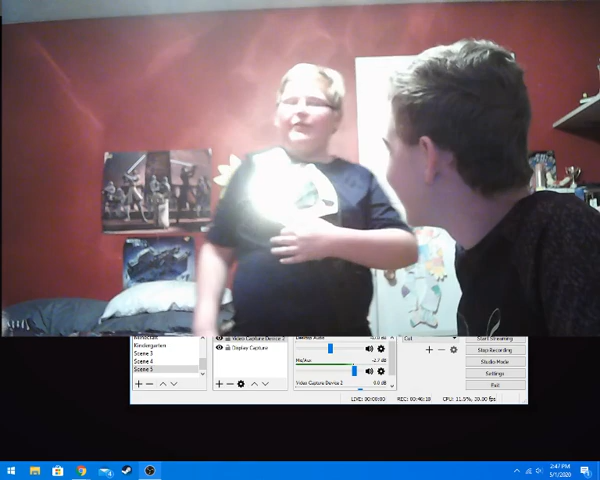 Minecraft
Kindergarten
Scene 3
Scene 4
Scene 5
Video Capture Device 2
Display Capture
Desktop Audio
Mic/Aux
-2.7 dB
Video Capture Device 2
0.0 dB
Cut
Start Streaming
Stop Recording
Studio Mode
Settings
Exit
LIVE: 00:00:00
REC: 00:46:18
CPU: 11.5%, 30.00 fps
2:47 PM
5/1/2020